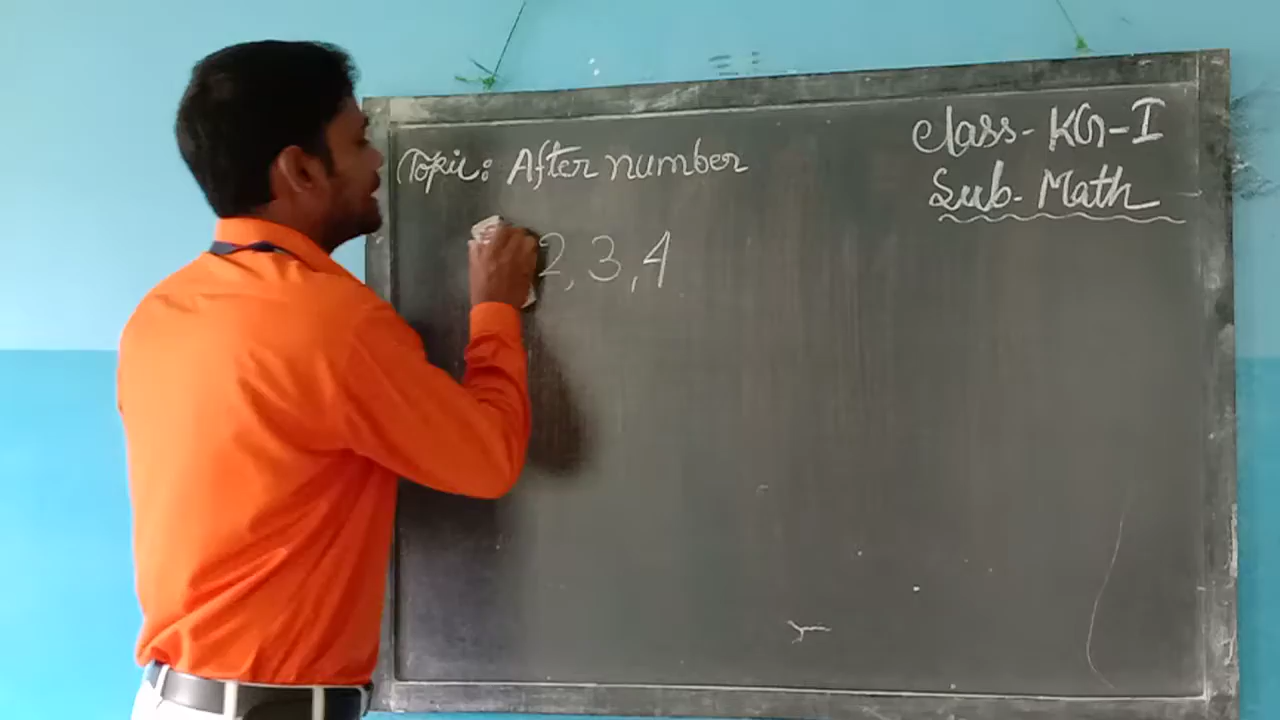 Class- KG-I
Sub- Math
Topic: After number
2, 3, 4